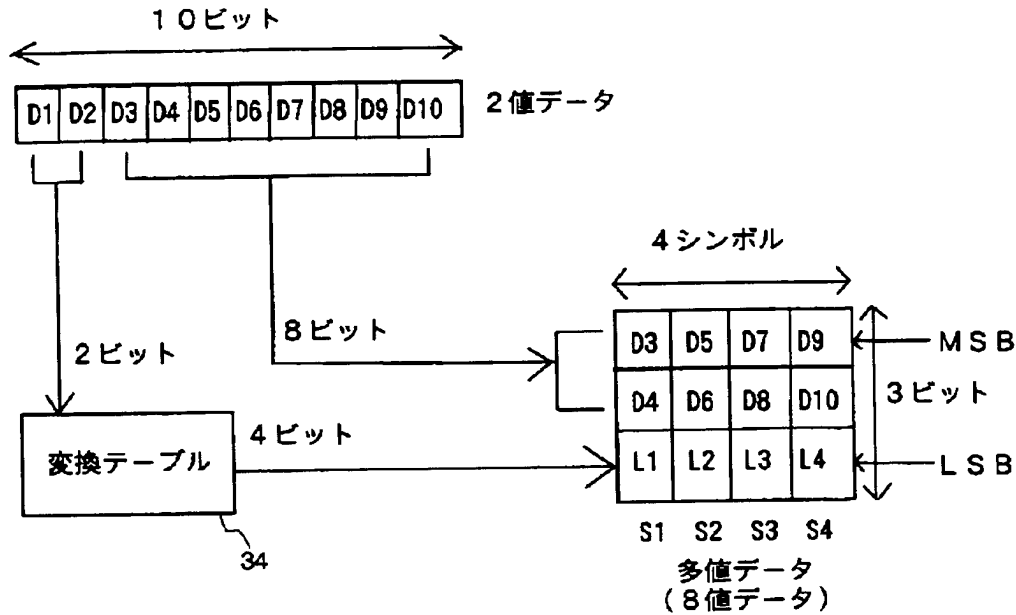 10ビット
D1 D2 D3 D4 D5 D6 D7 D8 D9 D10 2値データ
4シンボル
8ビット
2ビット
D3 D5 D7 D9 MSB
3ビット
D4 D6 D8 D10
4ビット
変換テーブル
L1 L2 L3 L4 LSB
34
S1 S2 S3 S4
多値データ
(8値データ)